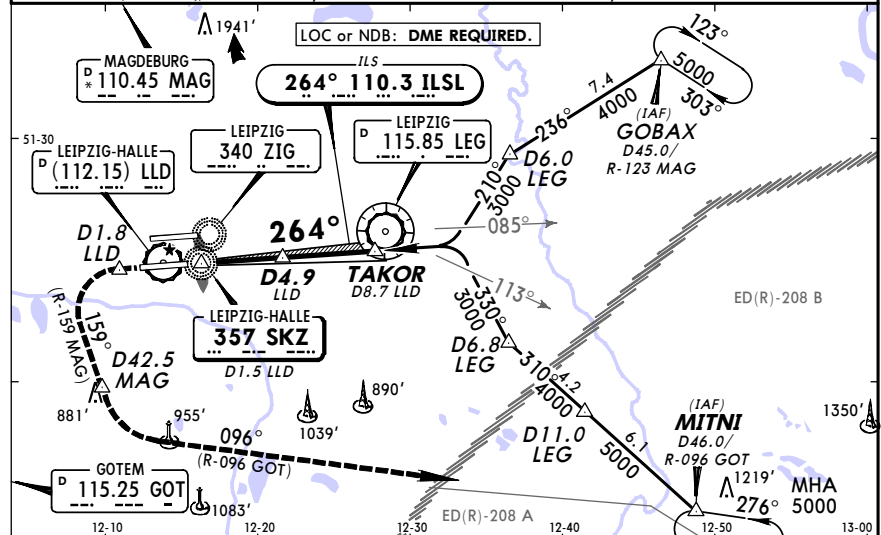 1941'
LOC or NDB: DME REQUIRED.
123°
MAGDEBURG
D
* 110.45 MAG
ILS
264° 110.3 ILSL
7.4
5000
236°
4000
303°
(IAF)
GOBAX
D45.0/
R-123 MAG
51-30
LEIPZIG-HALLE
D (112.15) LLD
LEIPZIG
340 ZIG
LEIPZIG
D 115.85 LEG
D6.0
LEG
210°
3000
085°
264°
D1.8
LLD
D4.9
LLD
TAKOR
D8.7 LLD
113°
ED(R)-208 B
LEIPZIG-HALLE
357 SKZ
D1.5 LLD
330°
3000
D6.8
LEG
159°
(R-159 MAG)
D42.5
MAG
310°
4.2
4000
881'
955'
1039'
890'
D11.0
LEG
6.1
5000
(IAF)
MITNI
D46.0/
R-096 GOT
1350'
096°
(R-096 GOT)
GOTEM
D 115.25 GOT
1083'
1219'
MHA
5000
276°
ED(R)-208 A
12-10
12-20
12-30
12-40
12-50
13-00